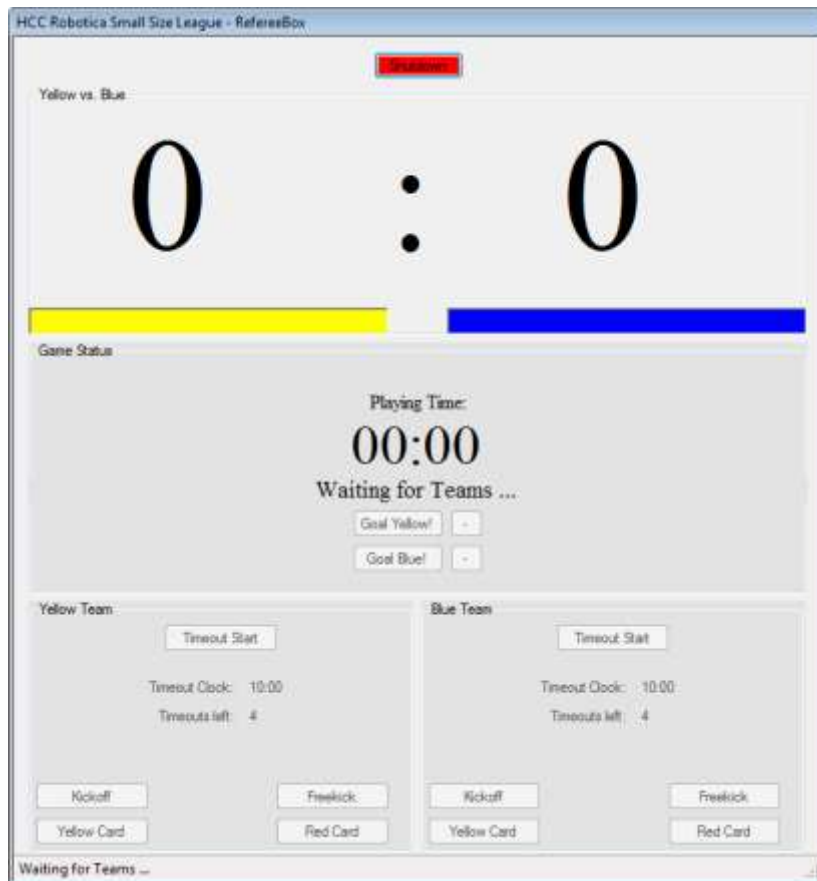 HCC Robotica Small Size League - RefereeBox
Shutdown
Yellow vs. Blue
0 : 0
Game Status
Playing Time:
00:00
Waiting for Teams ...
Goal Yellow! -
Goal Blue! -
Yellow Team Blue Team
Timeout Start Timeout Start
Timeout Clock: 10:00 Timeout Clock: 10:00
Timeouts left: 4 Timeouts left: 4
Kickoff Freekick Kickoff Freekick
Yellow Card Red Card Yellow Card Red Card
Waiting for Teams ...